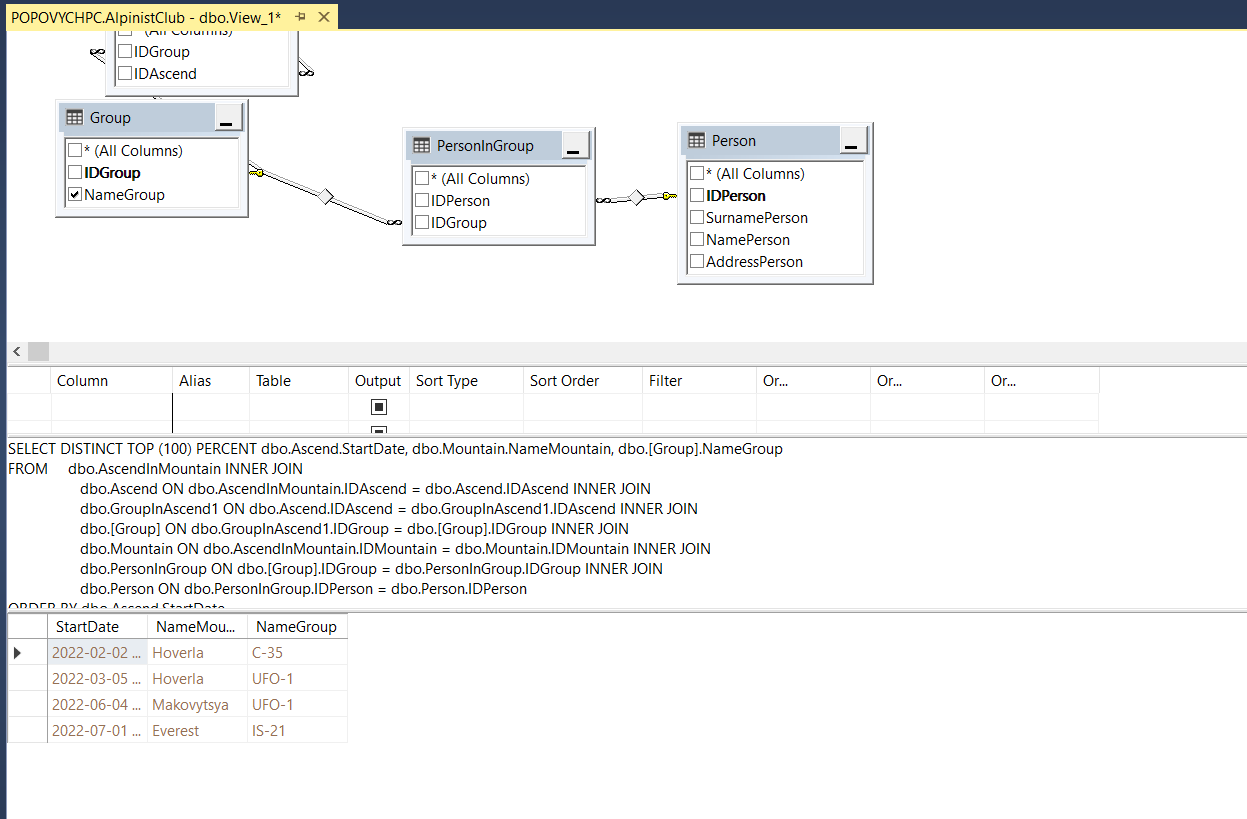 POPOVYCHPC.AlpinistClub - dbo.View_1*
* (All Columns)
IDGroup
IDAscend
Group
* (All Columns)
IDGroup
NameGroup
PersonInGroup
* (All Columns)
IDPerson
IDGroup
Person
* (All Columns)
IDPerson
SurnamePerson
NamePerson
AddressPerson
Column Alias Table Output Sort Type Sort Order Filter Or... Or... Or...
SELECT DISTINCT TOP (100) PERCENT dbo.Ascend.StartDate, dbo.Mountain.NameMountain, dbo.[Group].NameGroup
FROM dbo.AscendInMountain INNER JOIN
dbo.Ascend ON dbo.AscendInMountain.IDAscend = dbo.Ascend.IDAscend INNER JOIN
dbo.GroupInAscend1 ON dbo.Ascend.IDAscend = dbo.GroupInAscend1.IDAscend INNER JOIN
dbo.[Group] ON dbo.GroupInAscend1.IDGroup = dbo.[Group].IDGroup INNER JOIN
dbo.Mountain ON dbo.AscendInMountain.IDMountain = dbo.Mountain.IDMountain INNER JOIN
dbo.PersonInGroup ON dbo.[Group].IDGroup = dbo.PersonInGroup.IDGroup INNER JOIN
dbo.Person ON dbo.PersonInGroup.IDPerson = dbo.Person.IDPerson
ORDER BY dbo.Ascend.StartDate
StartDate NameMou... NameGroup
2022-02-02 ... Hoverla C-35
2022-03-05 ... Hoverla UFO-1
2022-06-04 ... Makovytsya UFO-1
2022-07-01 ... Everest IS-21